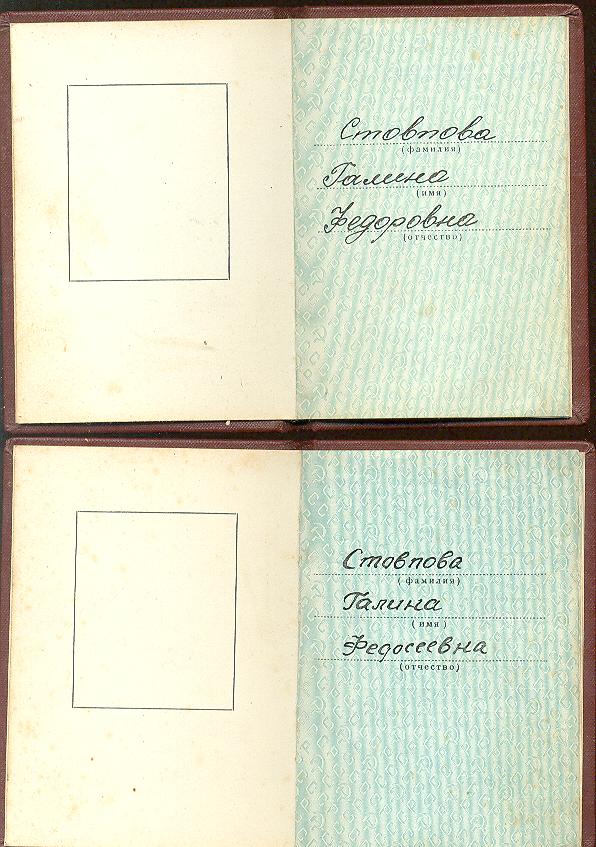 Стовпова
(фамилия)
Галина
(имя)
Федоровна
(отчество)
Стовпова
(фамилия)
Галина
(имя)
Федосеевна
(отчество)